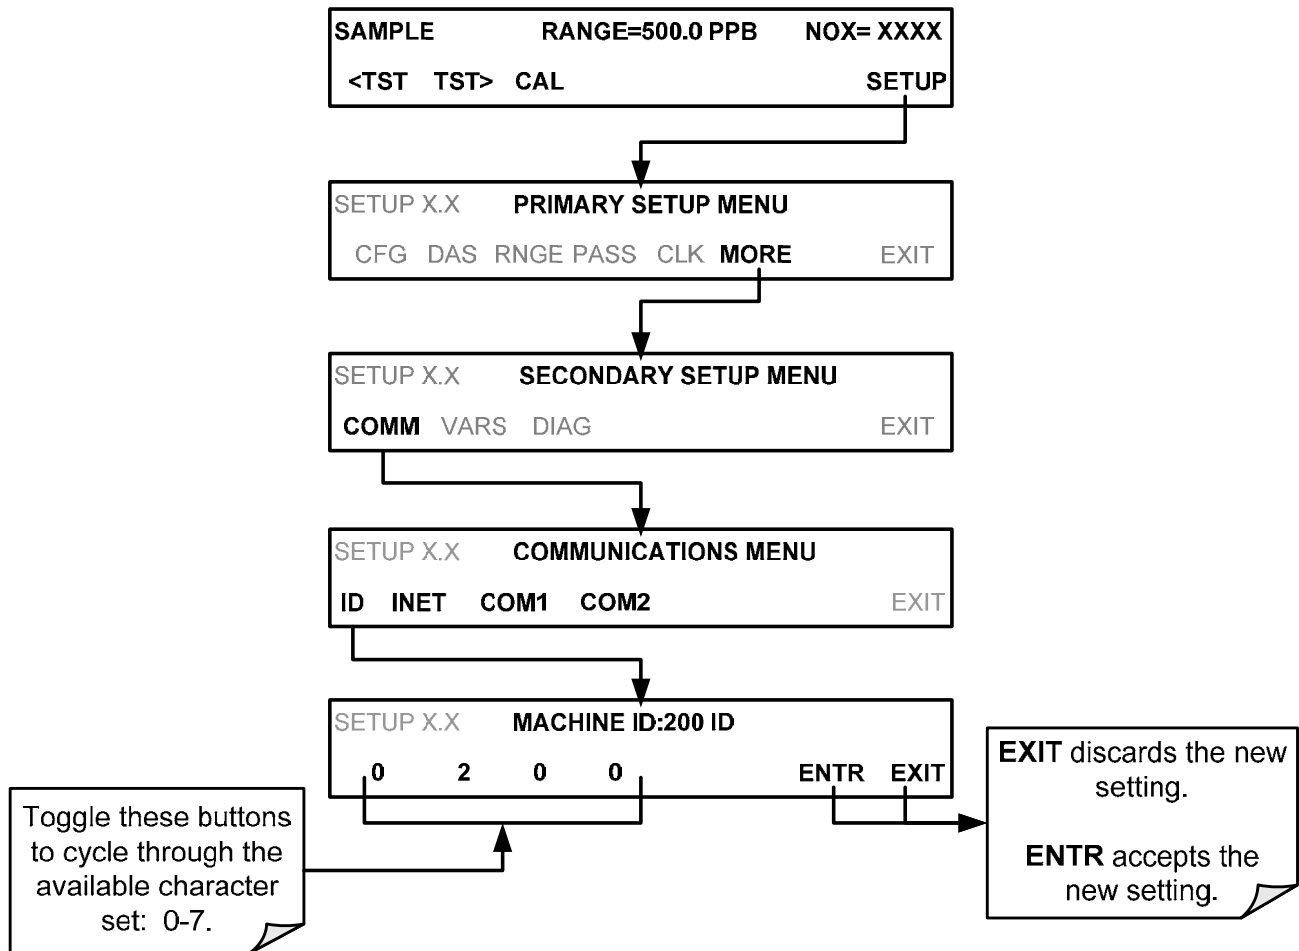 SAMPLE RANGE=500.0 PPB NOX= XXXX
<TST TST> CAL SETUP
SETUP X.X PRIMARY SETUP MENU
CFG DAS RNGE PASS CLK MORE EXIT
SETUP X.X SECONDARY SETUP MENU
COMM VARS DIAG EXIT
SETUP X.X COMMUNICATIONS MENU
ID INET COM1 COM2 EXIT
SETUP X.X MACHINE ID:200 ID
0 2 0 0 ENTR EXIT
Toggle these buttons
to cycle through the
available character
set: 0-7.
EXIT discards the new
setting.
ENTR accepts the
new setting.